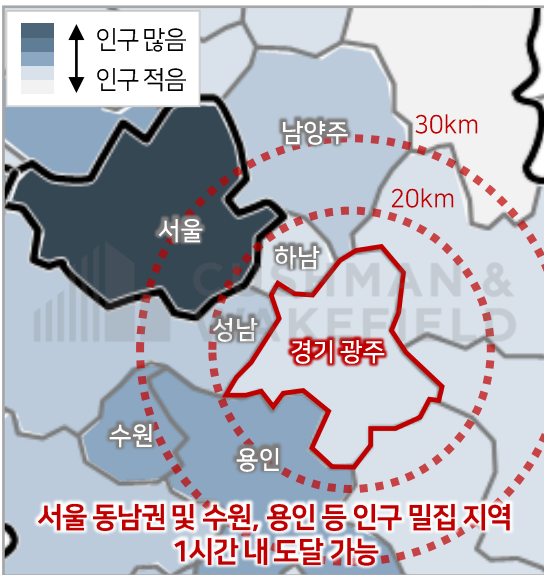 인구 많음
인구 적음
남양주
30km
20km
서울
하남
CUSHMAN &
WAKEFIELD
성남
경기 광주
수원
용인
서울 동남권 및 수원, 용인 등 인구 밀집 지역
1시간 내 도달 가능